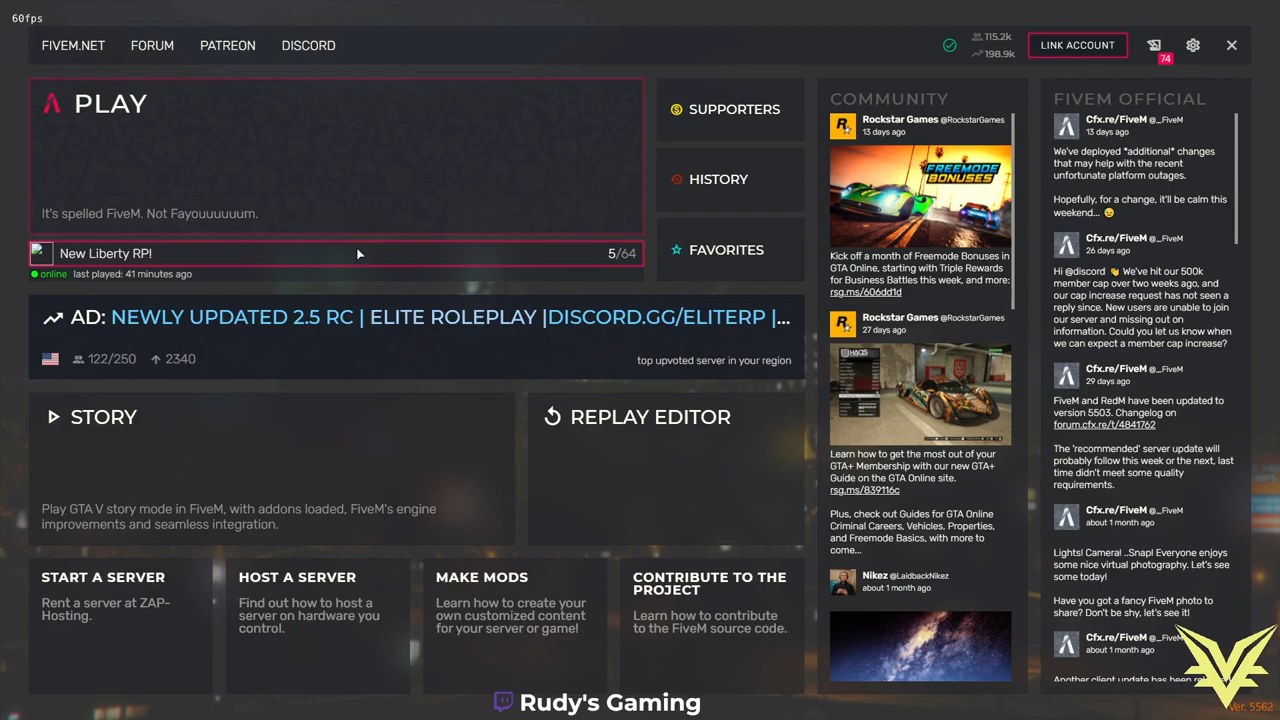 60fps
FIVEM.NET
FORUM
PATREON
DISCORD
115.2k
198.9k
LINK ACCOUNT
74
PLAY
It's spelled FiveM. Not Fayouuuuuum.
New Liberty RP!
5/64
online
last played: 41 minutes ago
SUPPORTERS
HISTORY
FAVORITES
AD: NEWLY UPDATED 2.5 RC | ELITE ROLEPLAY |DISCORD.GG/ELITERP |...
122/250
2340
top upvoted server in your region
STORY
Play GTA V story mode in FiveM, with addons loaded, FiveM's engine
improvements and seamless integration.
REPLAY EDITOR
START A SERVER
Rent a server at ZAP-
Hosting.
HOST A SERVER
Find out how to host a
server on hardware you
control.
MAKE MODS
Learn how to create your
own customized content
for your server or game!
CONTRIBUTE TO THE
PROJECT
Learn how to contribute
to the FiveM source code.
COMMUNITY
Rockstar Games @RockstarGames
13 days ago
FREEMODE
BONUSES
Kick off a month of Freemode Bonuses in
GTA Online, starting with Triple Rewards
for Business Battles this week, and more:
rsg.ms/606dd1d
Rockstar Games @RockstarGames
27 days ago
Learn how to get the most out of your
GTA+ Membership with our new GTA+
Guide on the GTA Online site.
rsg.ms/839116c
Plus, check out Guides for GTA Online
Criminal Careers, Vehicles, Properties,
and Freemode Basics, with more to
come...
Nikez @LaidbackNikez
about 1 month ago
FIVEM OFFICIAL
Cfx.re/FiveM @_FiveM
13 days ago
We've deployed *additional* changes
that may help with the recent
unfortunate platform outages.
Hopefully, for a change, it'll be calm this
weekend... 😔
Cfx.re/FiveM @_FiveM
26 days ago
Hi @discord 👋 We've hit our 500k
member cap over two weeks ago, and
our cap increase request has not seen a
reply since. New users are unable to join
our server and missing out on
information. Could you let us know when
we can expect a member cap increase?
Cfx.re/FiveM @_FiveM
29 days ago
FiveM and RedM have been updated to
version 5503. Changelog on
forum.cfx.re/t/4841762
The 'recommended' server update will
probably follow this week or the next, last
time didn't meet some quality
requirements.
Cfx.re/FiveM @_FiveM
about 1 month ago
Lights! Camera! ..Snap! Everyone enjoys
some nice virtual photography. Let's see
some today!
Have you got a fancy FiveM photo to
share? Don't be shy, let's see it!
Cfx.re/FiveM @_FiveM
about 1 month ago
Another client update has been
Rudy's Gaming
Ver. 5562